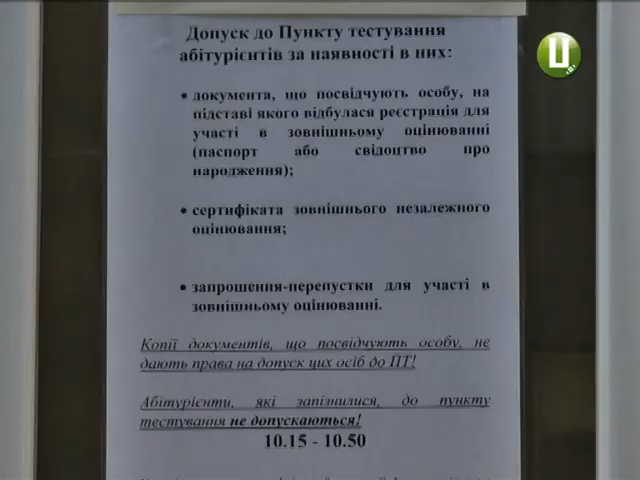 Допуск до Пункту тестування
абітурієнтів за наявності в них:
• документа, що посвідчують особу, на
підставі якого відбулася реєстрація для
участі в зовнішньому оцінюванні
(паспорт або свідоцтво про
народження);
• сертифіката зовнішнього незалежного
оцінювання;
• запрошення-перепустки для участі в
зовнішньому оцінюванні.
Копії документів, що посвідчують особу, не
дають права на допуск цих осіб до ПТ!
Абітурієнти, які запізнилися, до пункту
тестування не допускаються!
10.15 - 10.50
Ц